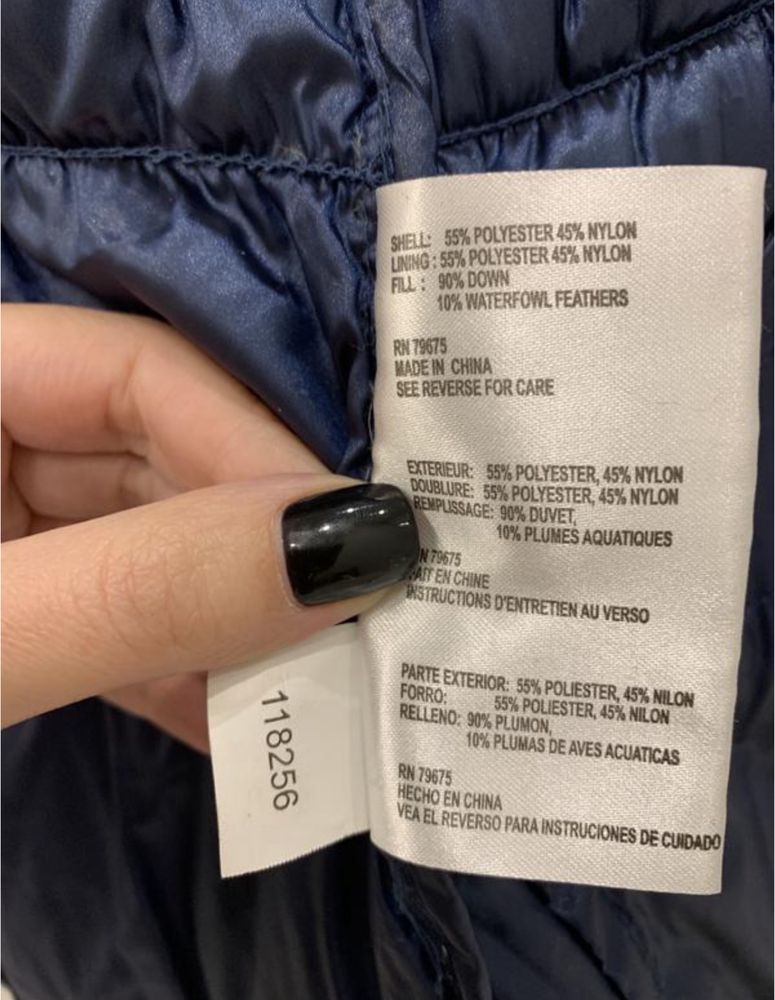 SHELL: 55% POLYESTER 45% NYLON
LINING : 55% POLYESTER 45% NYLON
FILL : 90% DOWN
10% WATERFOWL FEATHERS
RN 79675
MADE IN CHINA
SEE REVERSE FOR CARE
EXTERIEUR: 55% POLYESTER, 45% NYLON
DOUBLURE: 55% POLYESTER, 45% NYLON
REMPLISSAGE: 90% DUVET,
10% PLUMES AQUATIQUES
N 79675
AIT EN CHINE
INSTRUCTIONS D'ENTRETIEN AU VERSO
PARTE EXTERIOR: 55% POLIESTER, 45% NILON
FORRO: 55% POLIESTER, 45% NILON
RELLENO: 90% PLUMON,
10% PLUMAS DE AVES ACUATICAS
RN 79675
HECHO EN CHINA
VEA EL REVERSO PARA INSTRUCIONES DE CUIDADO
118256